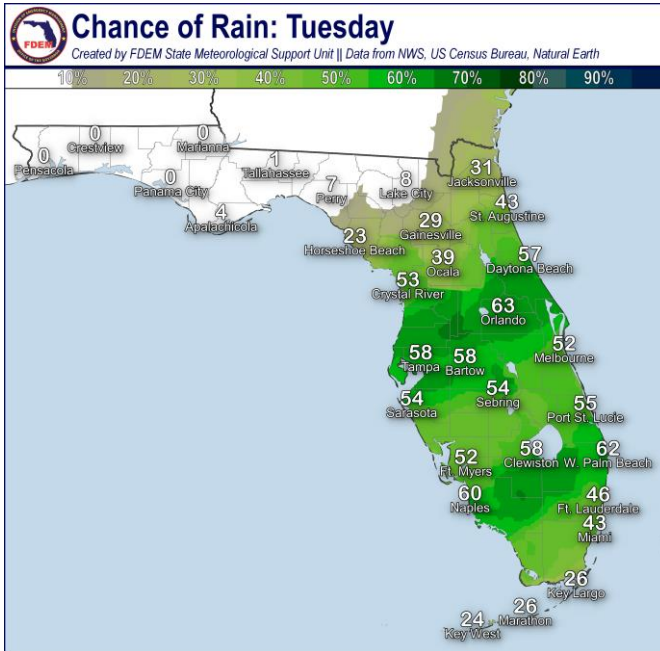 Chance of Rain: Tuesday
Created by FDEM State Meteorological Support Unit || Data from NWS, US Census Bureau, Natural Earth
FDEM
10% 20% 30% 40% 50% 60% 70% 80% 90%
0
Pensacola
0
Crestview
0
Marianna
0
Panama City
4
Apalachicola
1
Tallahassee
7
Perry
8
Lake City
31
Jacksonville
43
St. Augustine
29
Gainesville
23
Horseshoe Beach
39
Ocala
57
Daytona Beach
53
Crystal River
63
Orlando
58
Tampa
58
Bartow
52
Melbourne
54
Sarasota
54
Sebring
55
Port St. Lucie
52
Ft. Myers
58
Clewiston
62
W. Palm Beach
60
Naples
46
Ft. Lauderdale
43
Miami
26
Key Largo
26
Marathon
24
Key West